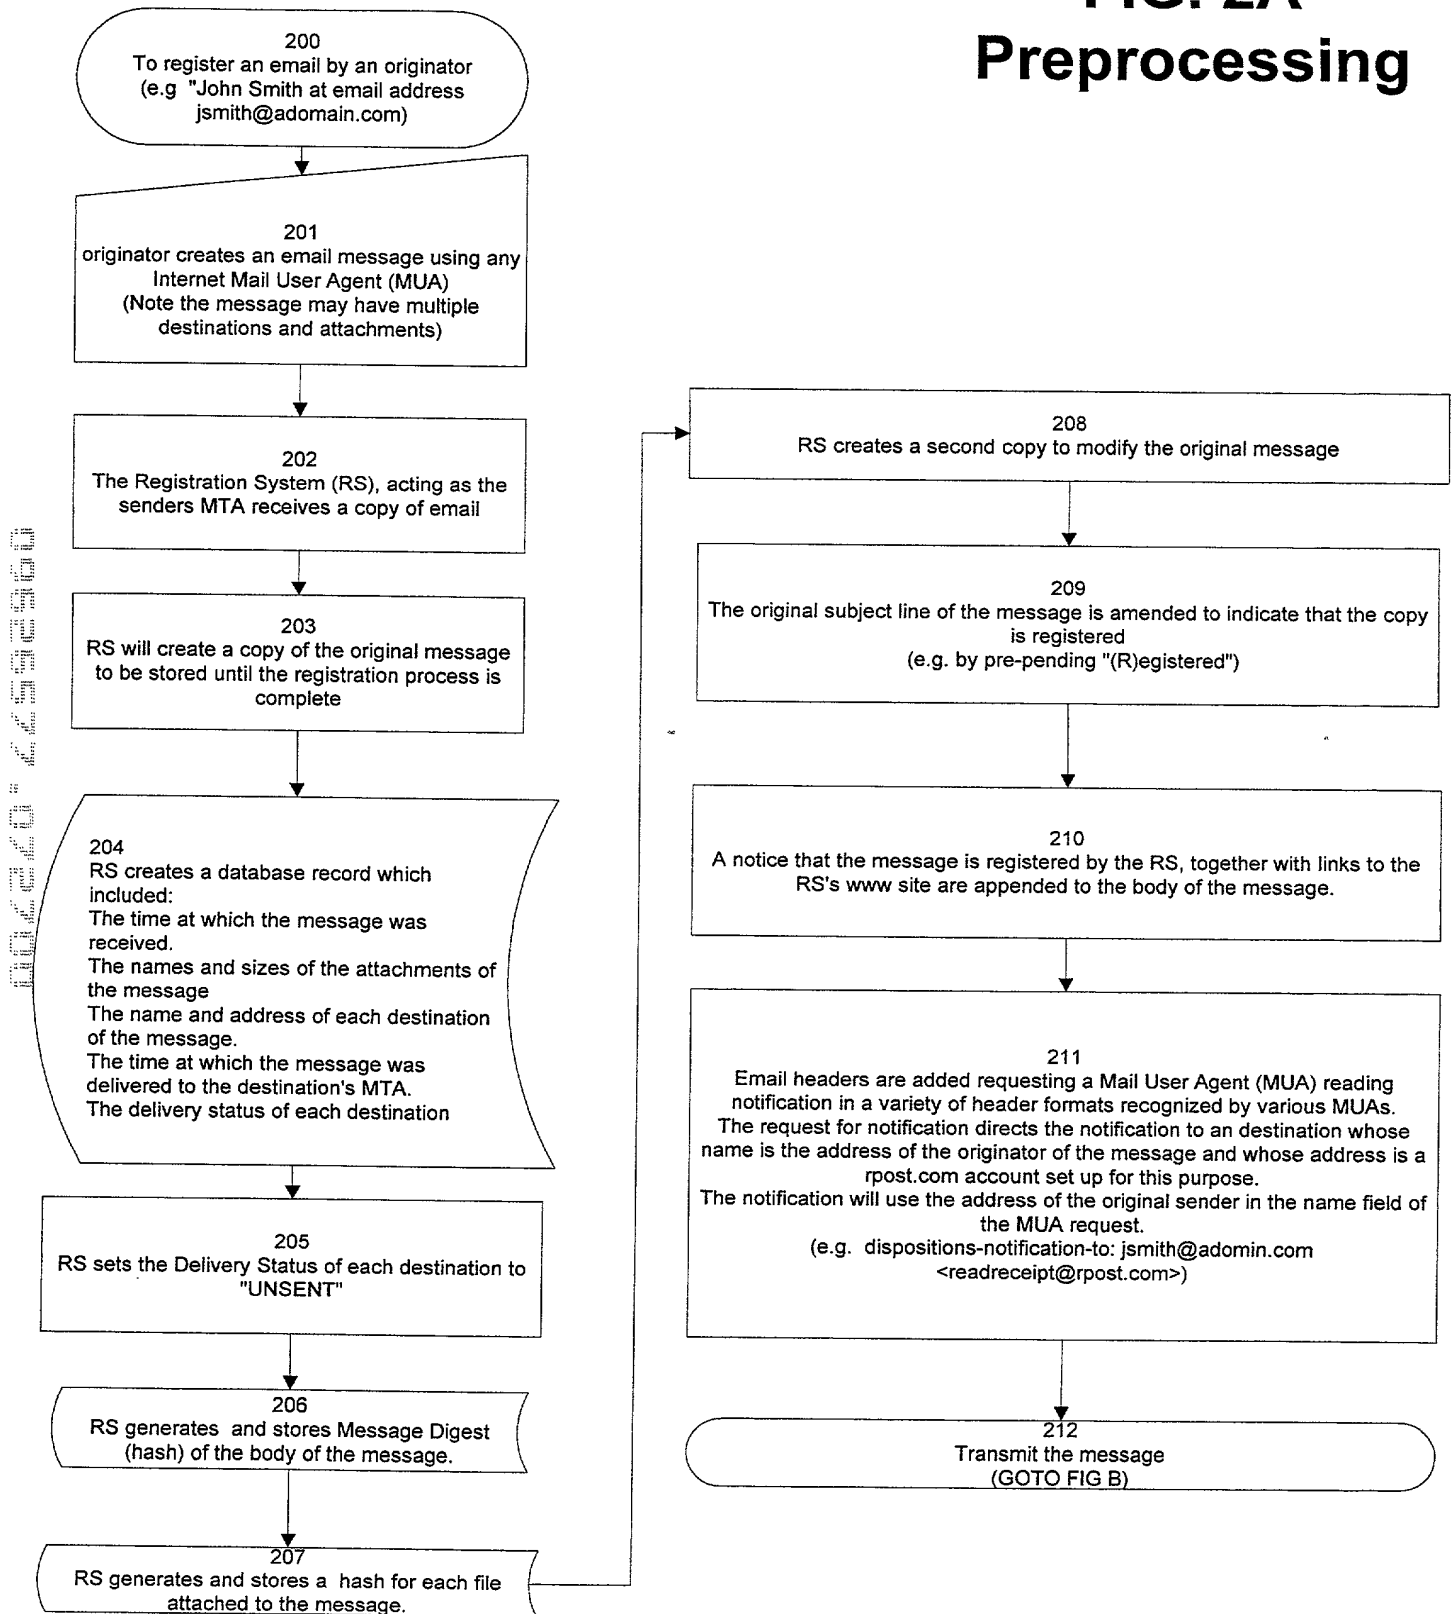 FIG. 2A
Preprocessing
200
To register an email by an originator
(e.g "John Smith at email address
jsmith@adomain.com)
201
originator creates an email message using any
Internet Mail User Agent (MUA)
(Note the message may have multiple
destinations and attachments)
202
The Registration System (RS), acting as the
senders MTA receives a copy of email
203
RS will create a copy of the original message
to be stored until the registration process is
complete
204
RS creates a database record which
included:
The time at which the message was
received.
The names and sizes of the attachments of
the message
The name and address of each destination
of the message.
The time at which the message was
delivered to the destination's MTA.
The delivery status of each destination
205
RS sets the Delivery Status of each destination to
"UNSENT"
206
RS generates and stores Message Digest
(hash) of the body of the message.
207
RS generates and stores a hash for each file
attached to the message.
208
RS creates a second copy to modify the original message
209
The original subject line of the message is amended to indicate that the copy
is registered
(e.g. by pre-pending "(R)egistered")
210
A notice that the message is registered by the RS, together with links to the
RS's www site are appended to the body of the message.
211
Email headers are added requesting a Mail User Agent (MUA) reading
notification in a variety of header formats recognized by various MUAs.
The request for notification directs the notification to an destination whose
name is the address of the originator of the message and whose address is a
rpost.com account set up for this purpose.
The notification will use the address of the original sender in the name field of
the MUA request.
(e.g. dispositions-notification-to: jsmith@adomin.com
<readreceipt@rpost.com>)
212
Transmit the message
(GOTO FIG B)